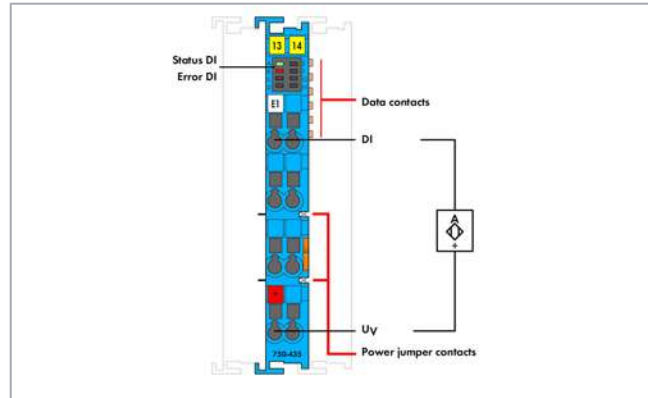 13 14
Status DI
Error DI
E1
Data contacts
DI
A
+
+
UV
Power jumper contacts
750-435